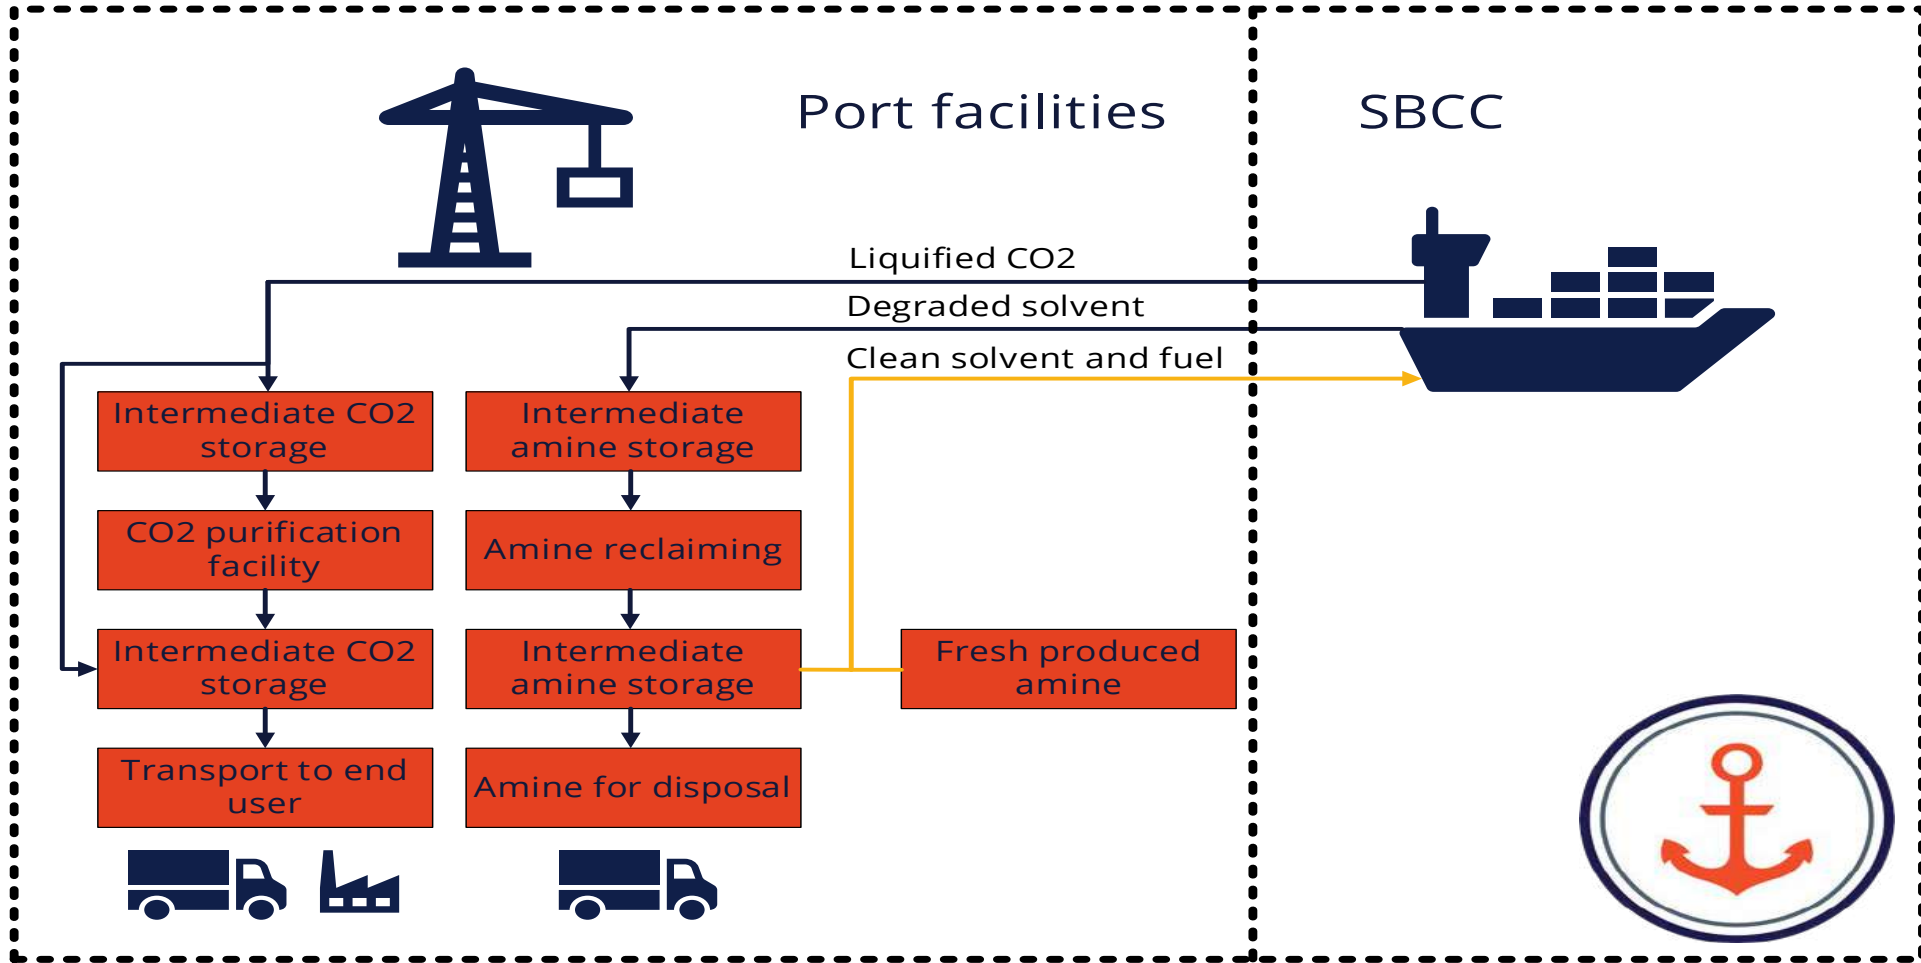 Port facilities
SBCC
Liquified CO2
Degraded solvent
Clean solvent and fuel
Intermediate CO2
storage
Intermediate
amine storage
CO2 purification
facility
Amine reclaiming
Intermediate CO2
storage
Intermediate
amine storage
Fresh produced
amine
Transport to end
user
Amine for disposal